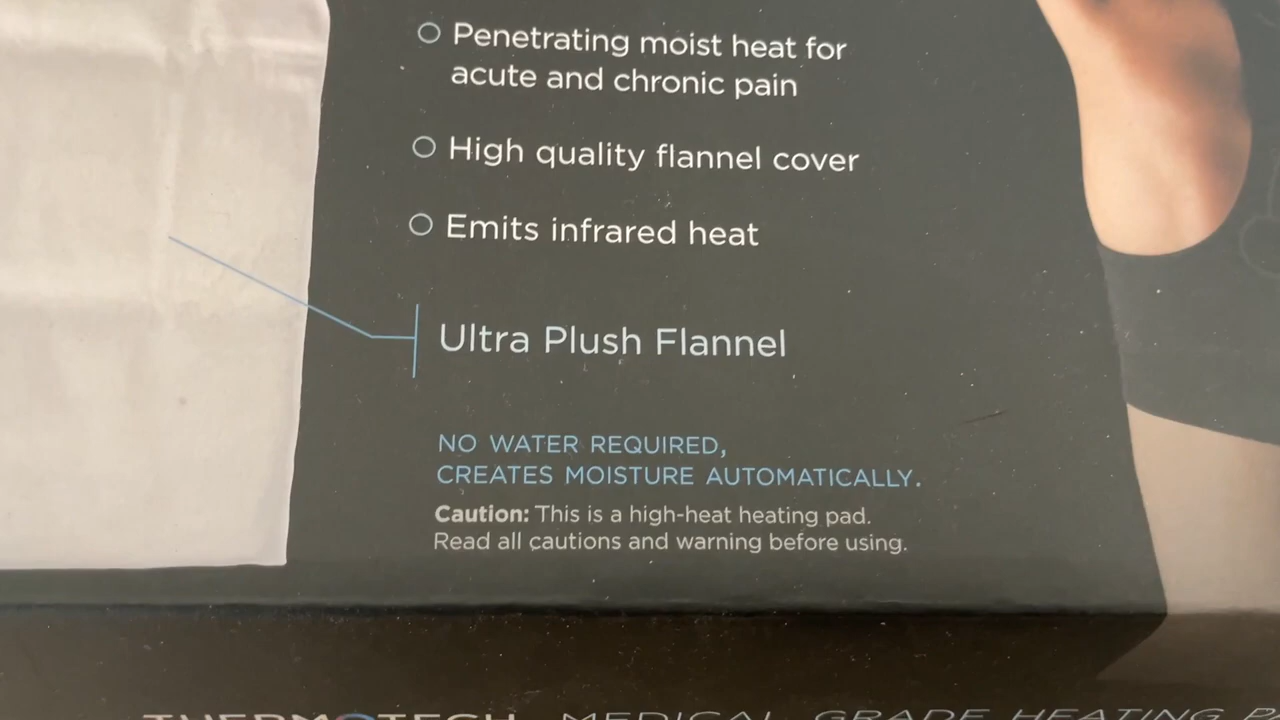 Penetrating moist heat for
acute and chronic pain
High quality flannel cover
Emits infrared heat
Ultra Plush Flannel
NO WATER REQUIRED,
CREATES MOISTURE AUTOMATICALLY.
Caution: This is a high-heat heating pad.
Read all cautions and warning before using.
THERMOTECH MEDICAL GRADE HEATING